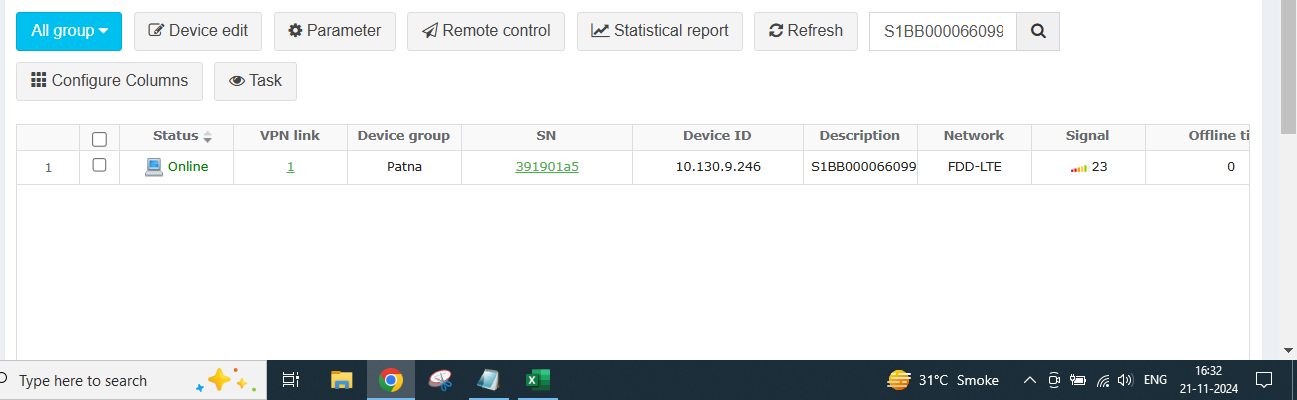 All group Device edit Parameter Remote control Statistical report Refresh S1BB000066099
Configure Columns Task
Status VPN link Device group SN Device ID Description Network Signal Offline ti
1 Online 1 Patna 391901a5 10.130.9.246 S1BB000066099 FDD-LTE 23 0
Type here to search 31°C Smoke ENG 16:32
21-11-2024